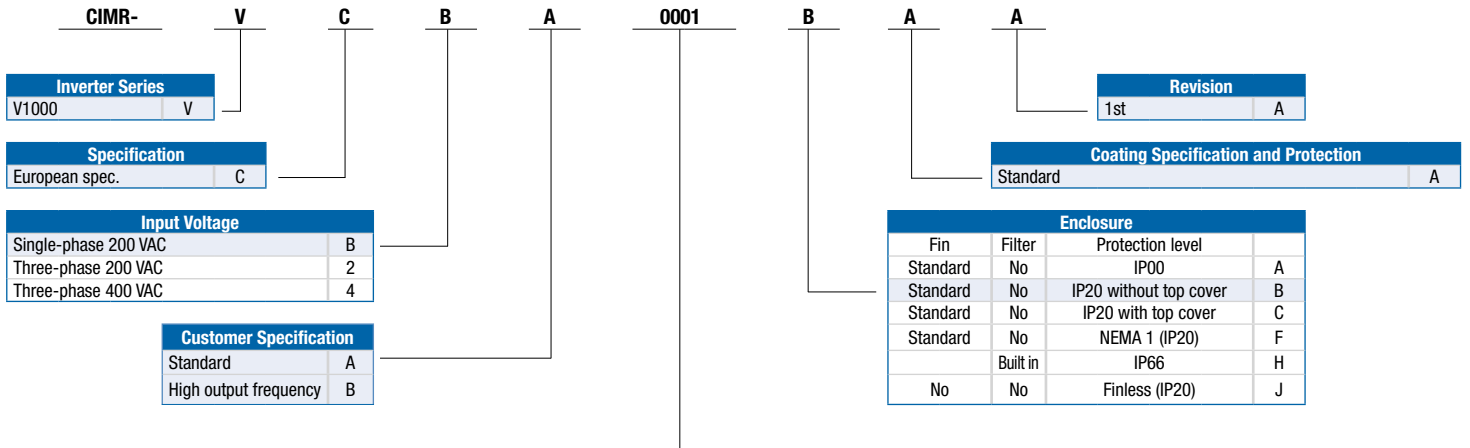 CIMR- V C B A 0001 B A A
Inverter Series
V1000 V
Revision
1st A
Specification
European spec. C
Coating Specification and Protection
Standard A
Input Voltage
Single-phase 200 VAC B
Three-phase 200 VAC 2
Three-phase 400 VAC 4
Enclosure
Fin Filter Protection level
Standard No IP00 A
Standard No IP20 without top cover B
Standard No IP20 with top cover C
Standard No NEMA 1 (IP20) F
Built in IP66 H
No No Finless (IP20) J
Customer Specification
Standard A
High output frequency B